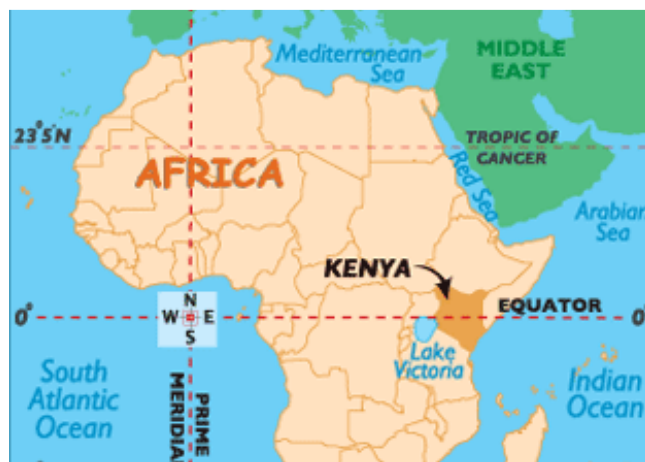 Mediterranean
Sea
MIDDLE
EAST
23°5'N
TROPIC OF
CANCER
AFRICA
Red Sea
Arabian
Sea
KENYA
EQUATOR
N
W E
S
0°
0°
Lake
Victoria
South
Atlantic
Ocean
PRIME
MERIDIA
Indian
Ocean